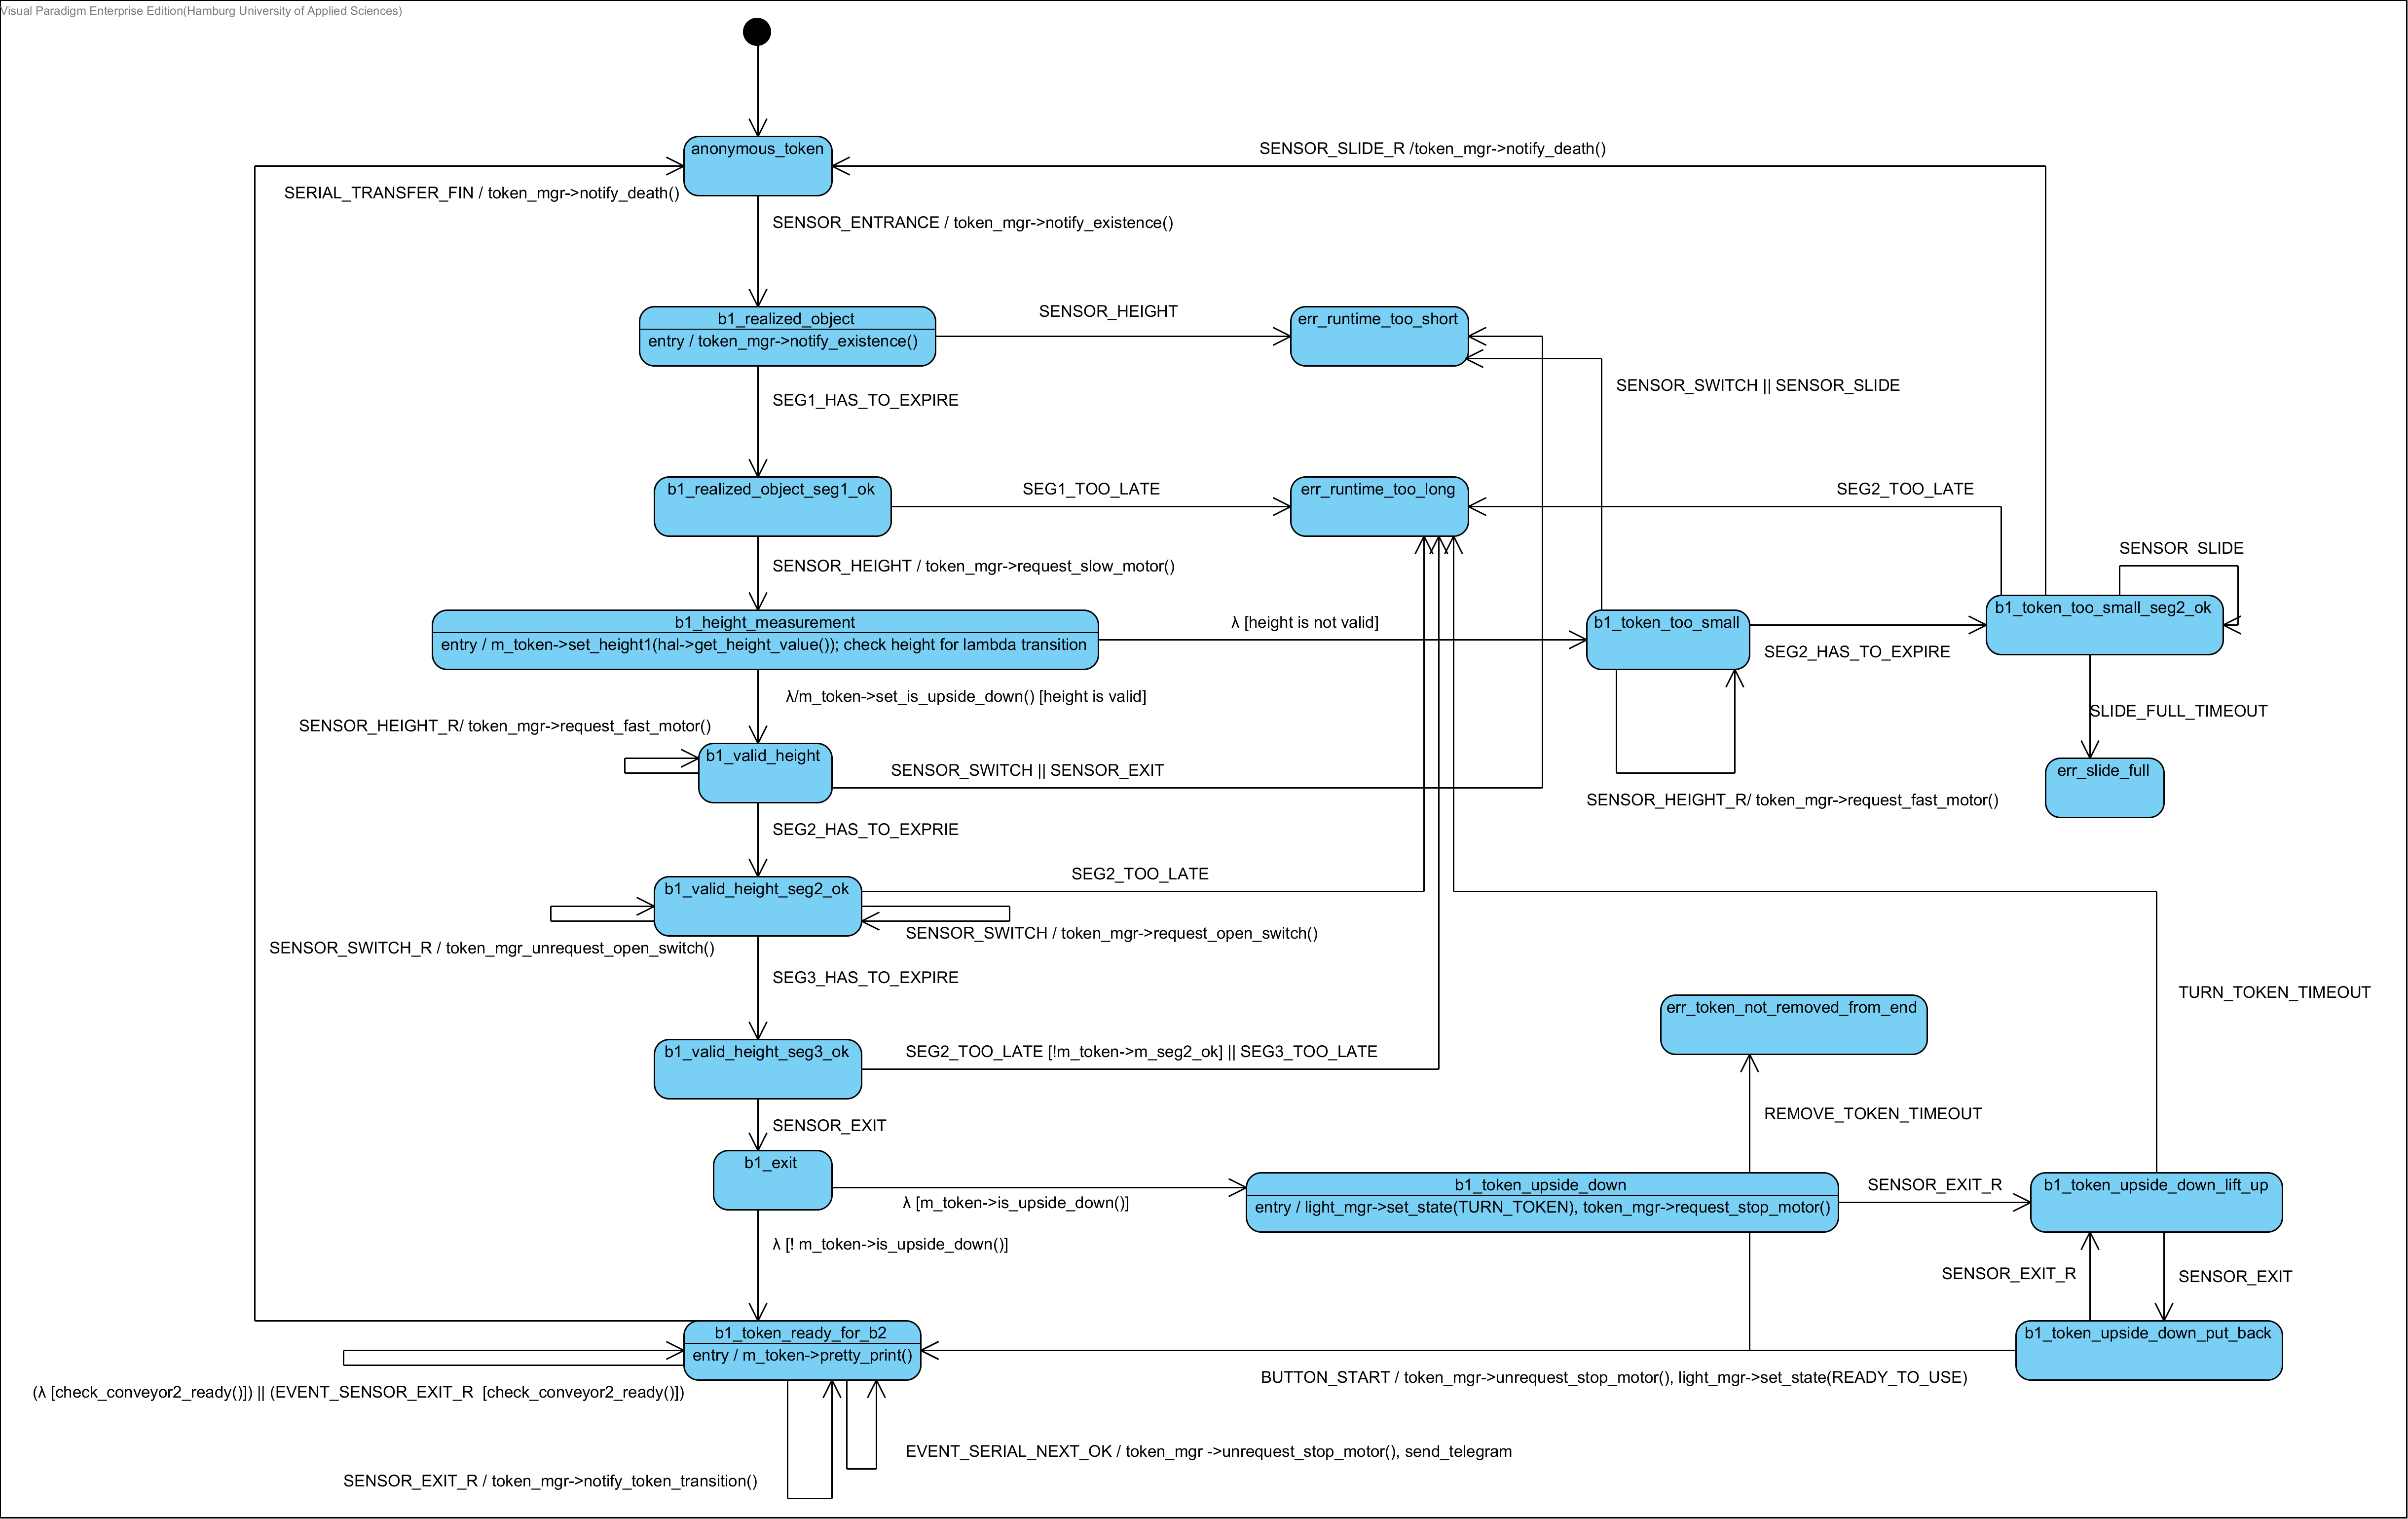 Visual Paradigm Enterprise Edition(Hamburg University of Applied Sciences)
anonymous_token
SENSOR_SLIDE_R /token_mgr->notify_death()
SERIAL_TRANSFER_FIN / token_mgr->notify_death()
SENSOR_ENTRANCE / token_mgr->notify_existence()
b1_realized_object
entry / token_mgr->notify_existence()
SENSOR_HEIGHT
err_runtime_too_short
SENSOR_SWITCH || SENSOR_SLIDE
SEG1_HAS_TO_EXPIRE
b1_realized_object_seg1_ok
SEG1_TOO_LATE
err_runtime_too_long
SEG2_TOO_LATE
SENSOR_SLIDE
SENSOR_HEIGHT / token_mgr->request_slow_motor()
b1_height_measurement
entry / m_token->set_height1(hal->get_height_value()); check height for lambda transition
λ [height is not valid]
b1_token_too_small
b1_token_too_small_seg2_ok
SEG2_HAS_TO_EXPIRE
λ/m_token->set_is_upside_down() [height is valid]
SLIDE_FULL_TIMEOUT
SENSOR_HEIGHT_R/ token_mgr->request_fast_motor()
b1_valid_height
SENSOR_SWITCH || SENSOR_EXIT
err_slide_full
SENSOR_HEIGHT_R/ token_mgr->request_fast_motor()
SEG2_HAS_TO_EXPRIE
b1_valid_height_seg2_ok
SEG2_TOO_LATE
SENSOR_SWITCH_R / token_mgr_unrequest_open_switch()
SENSOR_SWITCH / token_mgr->request_open_switch()
SEG3_HAS_TO_EXPIRE
TURN_TOKEN_TIMEOUT
err_token_not_removed_from_end
b1_valid_height_seg3_ok
SEG2_TOO_LATE [!m_token->m_seg2_ok] || SEG3_TOO_LATE
REMOVE_TOKEN_TIMEOUT
SENSOR_EXIT
b1_exit
λ [m_token->is_upside_down()]
b1_token_upside_down
entry / light_mgr->set_state(TURN_TOKEN), token_mgr->request_stop_motor()
SENSOR_EXIT_R
b1_token_upside_down_lift_up
λ [! m_token->is_upside_down()]
SENSOR_EXIT_R
SENSOR_EXIT
b1_token_ready_for_b2
entry / m_token->pretty_print()
b1_token_upside_down_put_back
BUTTON_START / token_mgr->unrequest_stop_motor(), light_mgr->set_state(READY_TO_USE)
(λ [check_conveyor2_ready()]) || (EVENT_SENSOR_EXIT_R  [check_conveyor2_ready()])
EVENT_SERIAL_NEXT_OK / token_mgr ->unrequest_stop_motor(), send_telegram
SENSOR_EXIT_R / token_mgr->notify_token_transition()